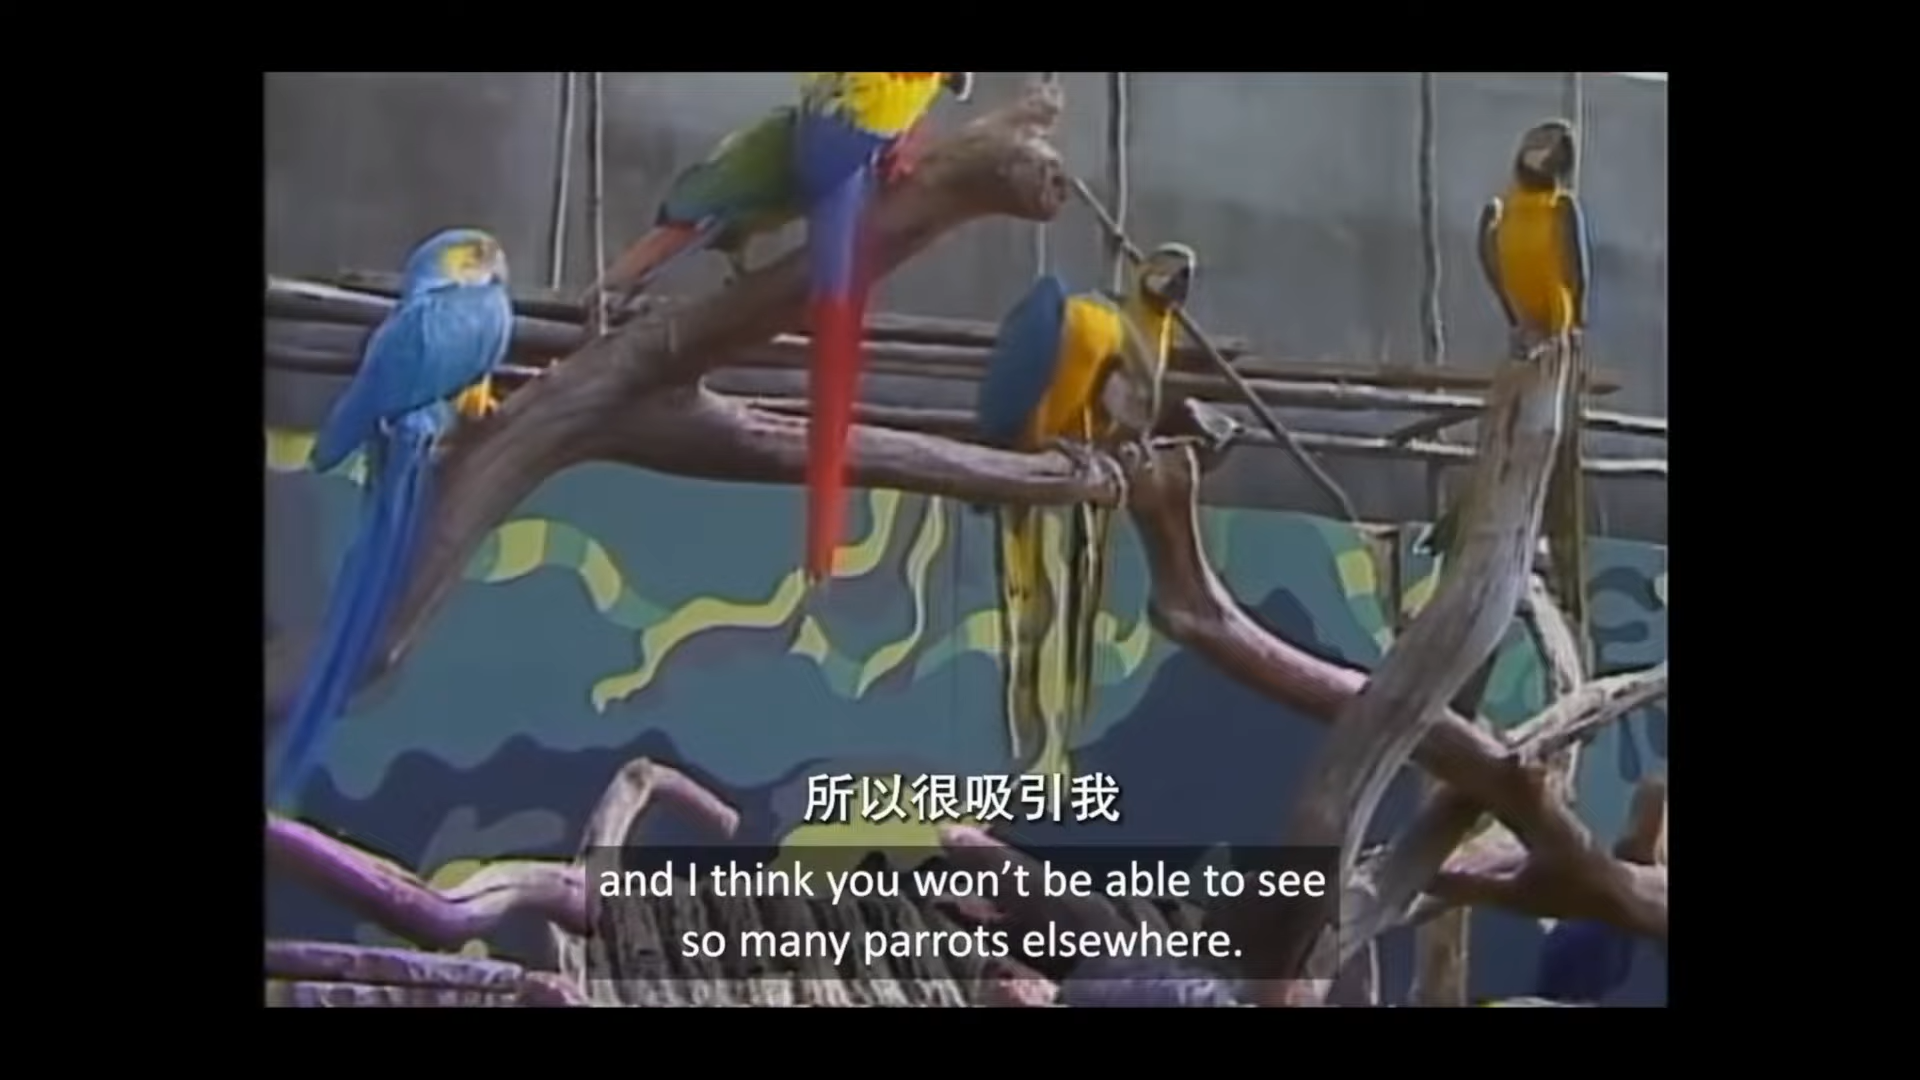 所以很吸引我
and I think you won't be able to see
so many parrots elsewhere.